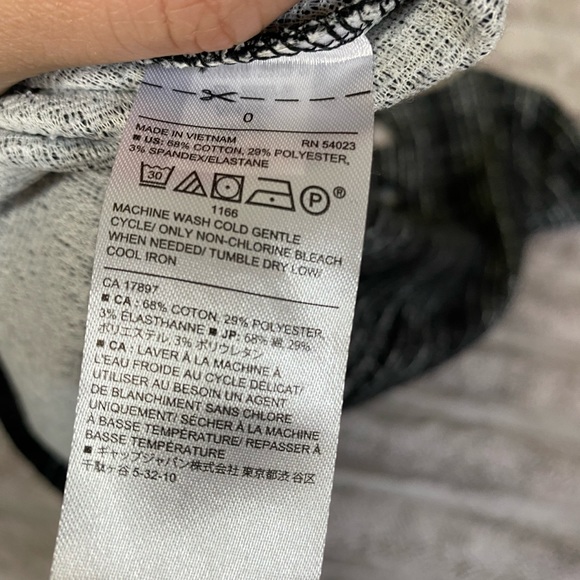 0
MADE IN VIETNAM RN 54023
■ US: 68% COTTON, 29% POLYESTER,
3% SPANDEX/ELASTANE
30 P ®
1166
MACHINE WASH COLD GENTLE
CYCLE/ ONLY NON-CHLORINE BLEACH
WHEN NEEDED/ TUMBLE DRY LOW/
COOL IRON
CA 17897
■ CA : 68% COTON, 29% POLYESTER,
3% ÉLASTHANNE ■ JP: 68% 綿, 29%
ポリエステル, 3% ポリウレタン
■ CA : LAVER À LA MACHINE À
L'EAU FROIDE AU CYCLE DÉLICAT/
UTILISER AU BESOIN UN AGENT
DE BLANCHIMENT SANS CHLORE
UNIQUEMENT/ SÉCHER À LA MACHINE
À BASSE TEMPÉRATURE/ REPASSER À
BASSE TEMPÉRATURE
■ ギャップジャパン株式会社 東京都渋谷区
千駄ヶ谷 5-32-10